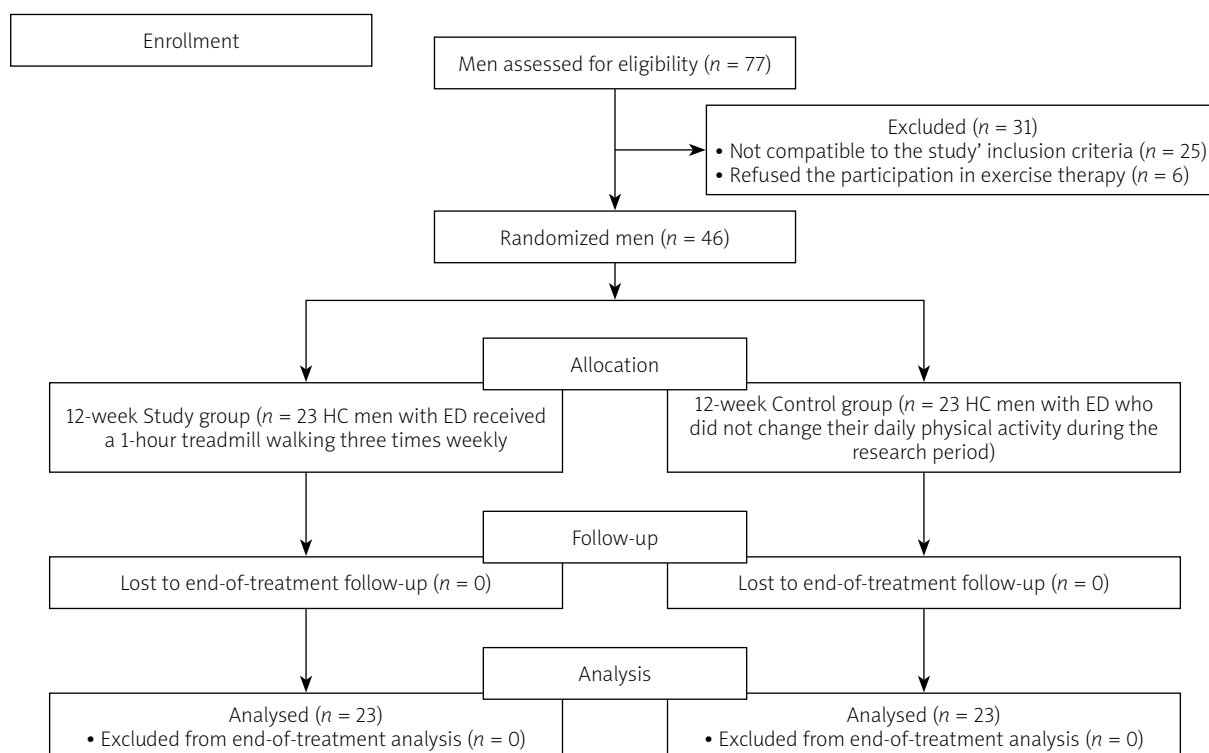 Enrollment
Men assessed for eligibility (n = 77)
Excluded (n = 31)
• Not compatible to the study’ inclusion criteria (n = 25)
• Refused the participation in exercise therapy (n = 6)
Randomized men (n = 46)
Allocation
12-week Study group (n = 23 HC men with ED received
a 1-hour treadmill walking three times weekly
12-week Control group (n = 23 HC men with ED who
did not change their daily physical activity during the
research period)
Follow-up
Lost to end-of-treatment follow-up (n = 0)
Lost to end-of-treatment follow-up (n = 0)
Analysis
Analysed (n = 23)
• Excluded from end-of-treatment analysis (n = 0)
Analysed (n = 23)
• Excluded from end-of-treatment analysis (n = 0)